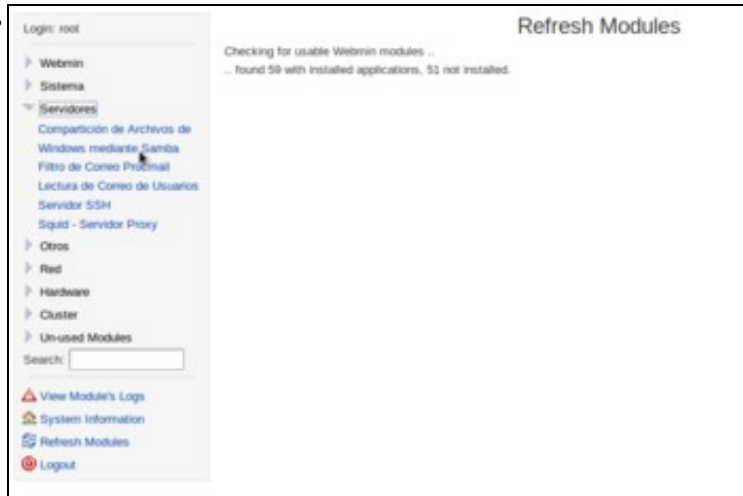 Login: root
Refresh Modules
Checking for usable Webmin modules ..
.. found 59 with installed applications, 51 not installed.
Webmin
Sistema
Servidores
Compartición de Archivos de
Windows mediante Samba
Filtro de Correo Procmail
Lectura de Correo de Usuarios
Servidor SSH
Squid - Servidor Proxy
Otros
Red
Hardware
Cluster
Un-used Modules
Search:
View Module's Logs
System Information
Refresh Modules
Logout